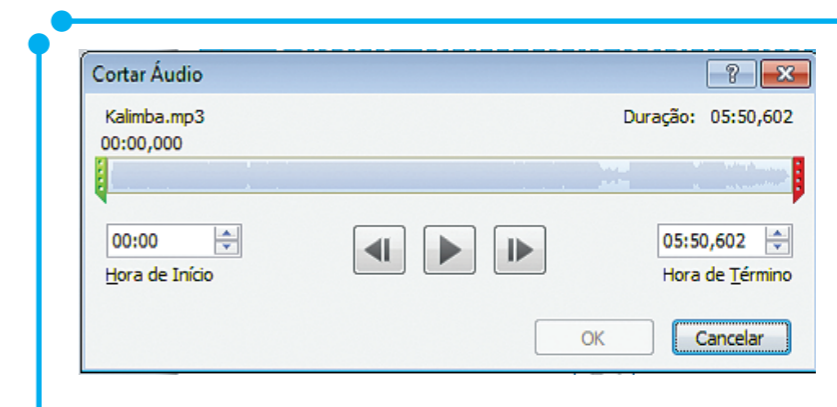 Cortar Áudio
Kalimba.mp3 Duração: 05:50,602
00:00,000
00:00 05:50,602
Hora de Início Hora de Término
OK Cancelar